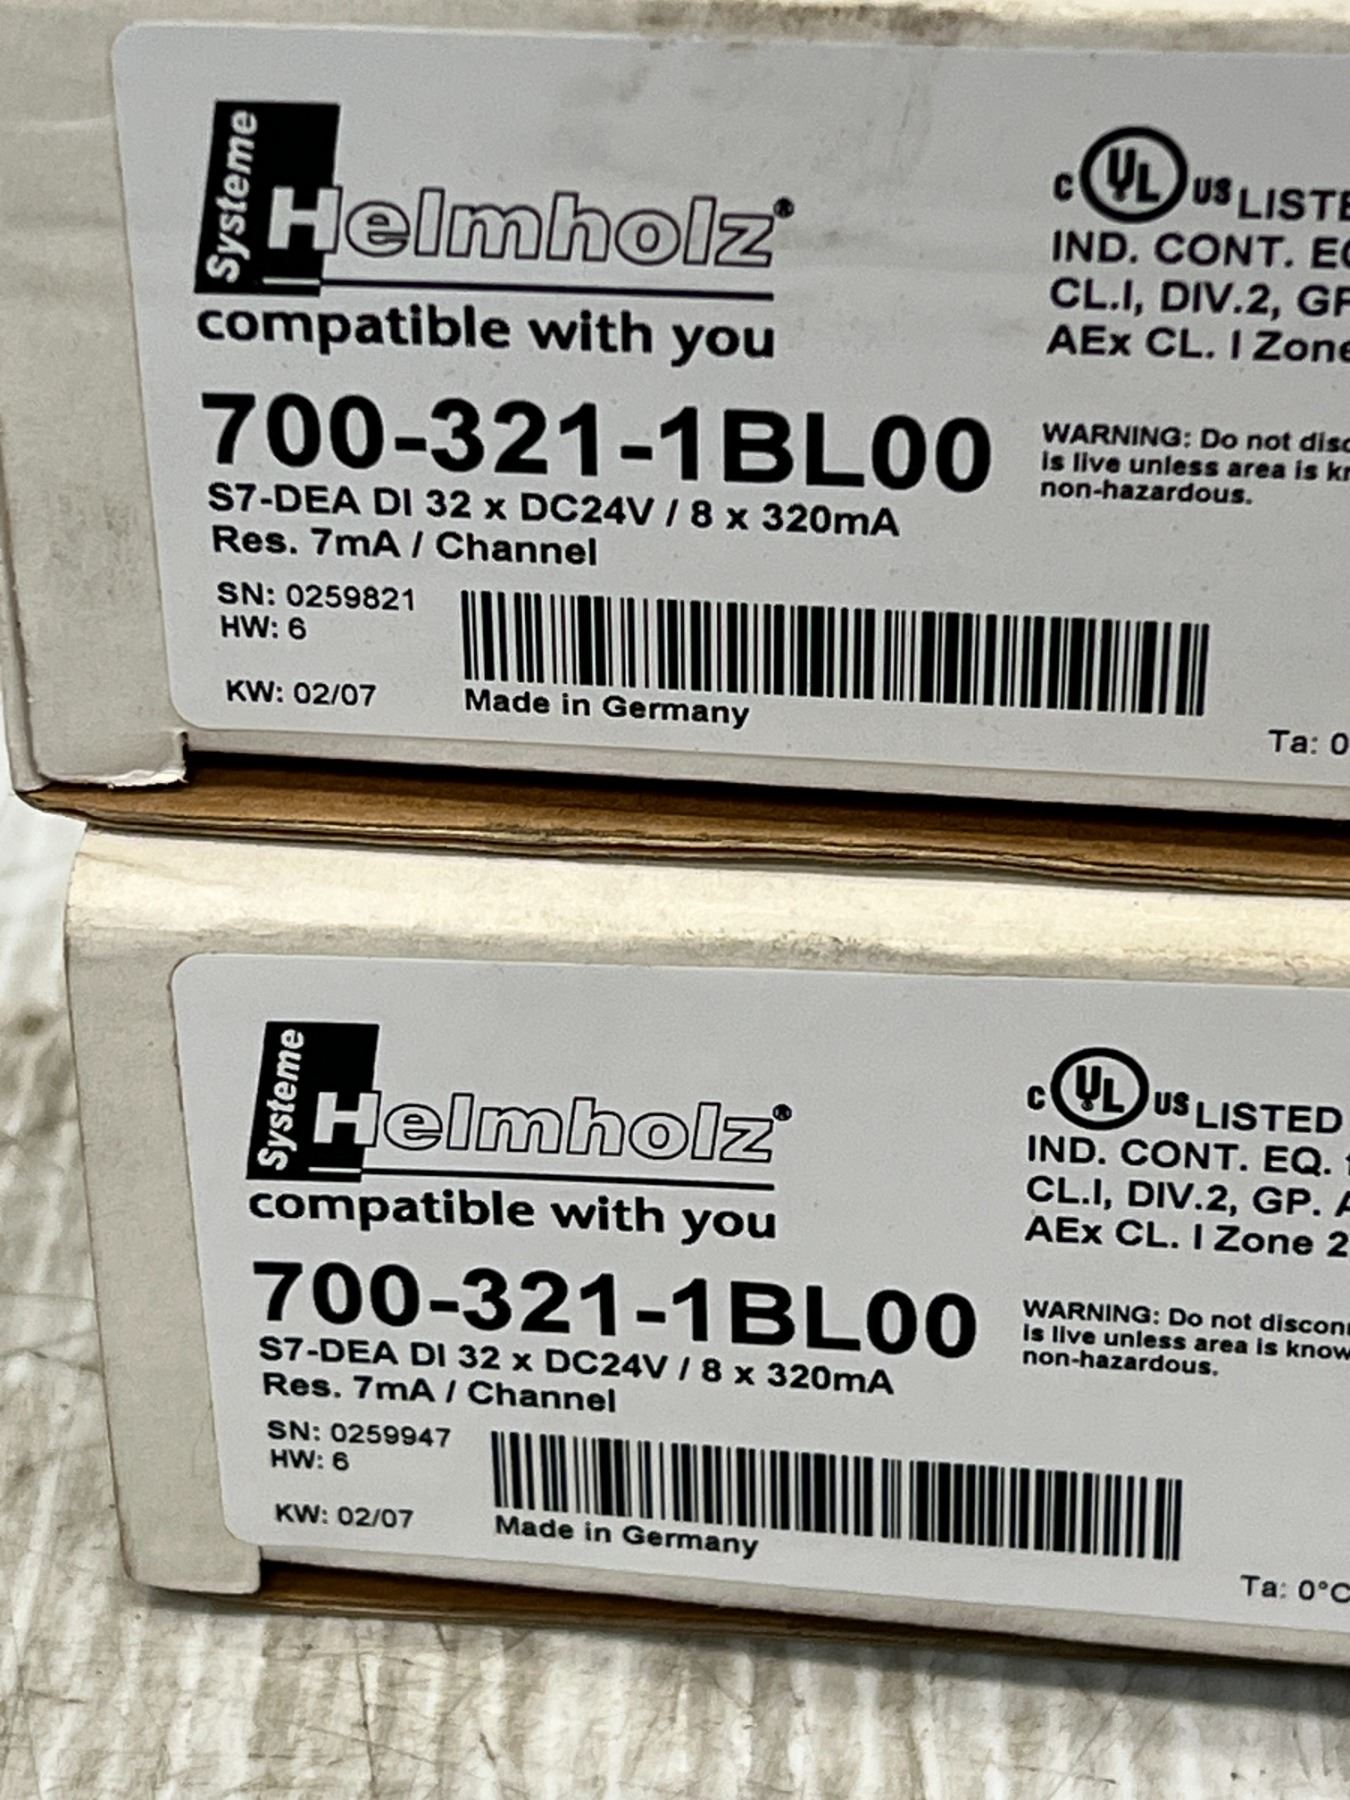 Systeme
Helmholz®
compatible with you
700-321-1BL00
S7-DEA DI 32 x DC24V / 8 x 320mA
Res. 7mA / Channel
SN: 0259821
HW: 6
KW: 02/07
Made in Germany
C UL US LISTED
IND. CONT.
CL.I, DIV.2,
AEx CL. I Zone
WARNING: Do not
is live unless area is
non-hazardous.
Ta: 0
Systeme
Helmholz®
compatible with you
700-321-1BL00
S7-DEA DI 32 x DC24V / 8 x 320mA
Res. 7mA / Channel
SN: 0259947
HW: 6
KW: 02/07
Made in Germany
C UL US LISTED
IND. CONT. EQ.
CL.I, DIV.2, GP. A
AEx CL. I Zone 2
WARNING: Do not
is live unless area is
non-hazardous.
Ta: 0°C